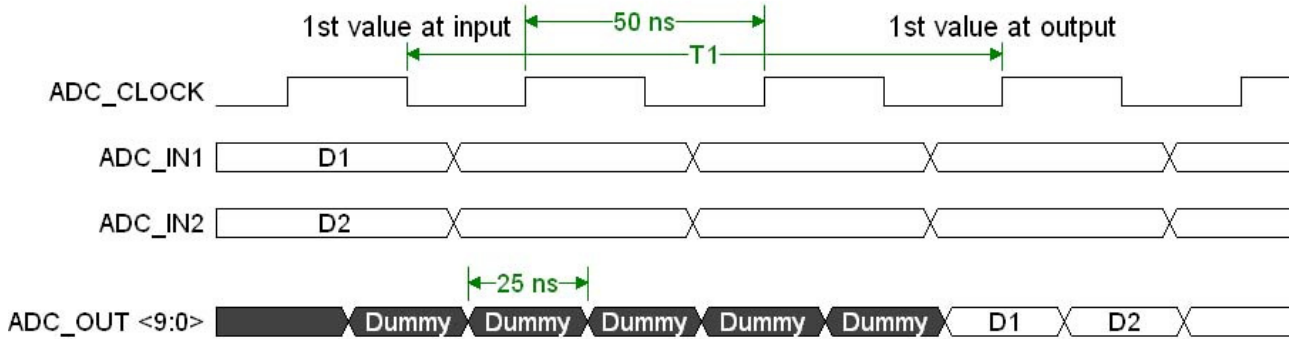 1st value at input 50 ns 1st value at output
T1
ADC_CLOCK
ADC_IN1 D1
ADC_IN2 D2
25 ns
ADC_OUT <9:0> Dummy Dummy Dummy Dummy Dummy D1 D2